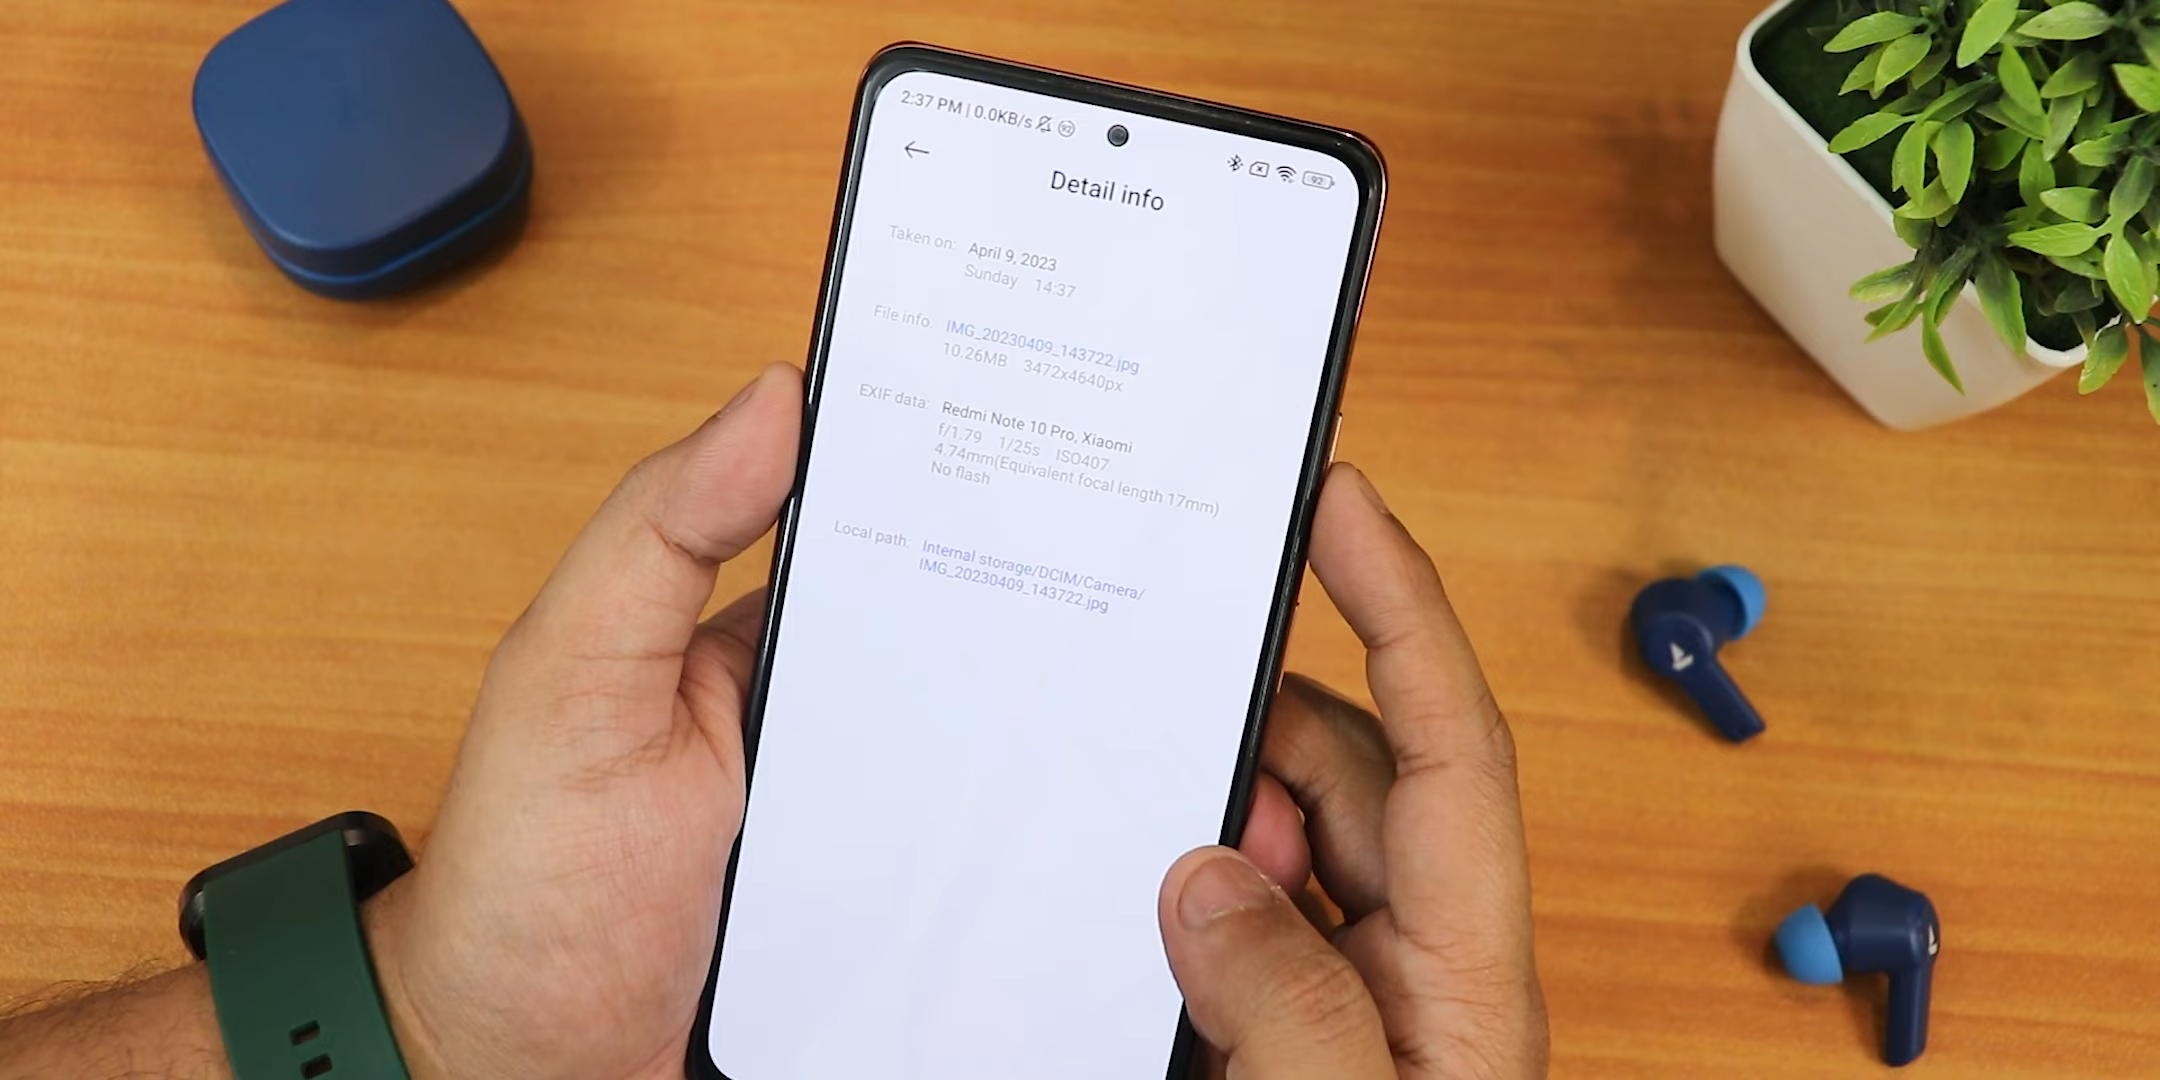 2:37 PM | 0.0KB/s 92
92
Detail info
Taken on: April 9, 2023
Sunday 14:37
File info: IMG_20230409_143722.jpg
10.26MB 3472x4640px
EXIF data: Redmi Note 10 Pro, Xiaomi
f/1.79 1/25s ISO407
4.74mm(Equivalent focal length 17mm)
No flash
Local path: Internal storage/DCIM/Camera/
IMG_20230409_143722.jpg